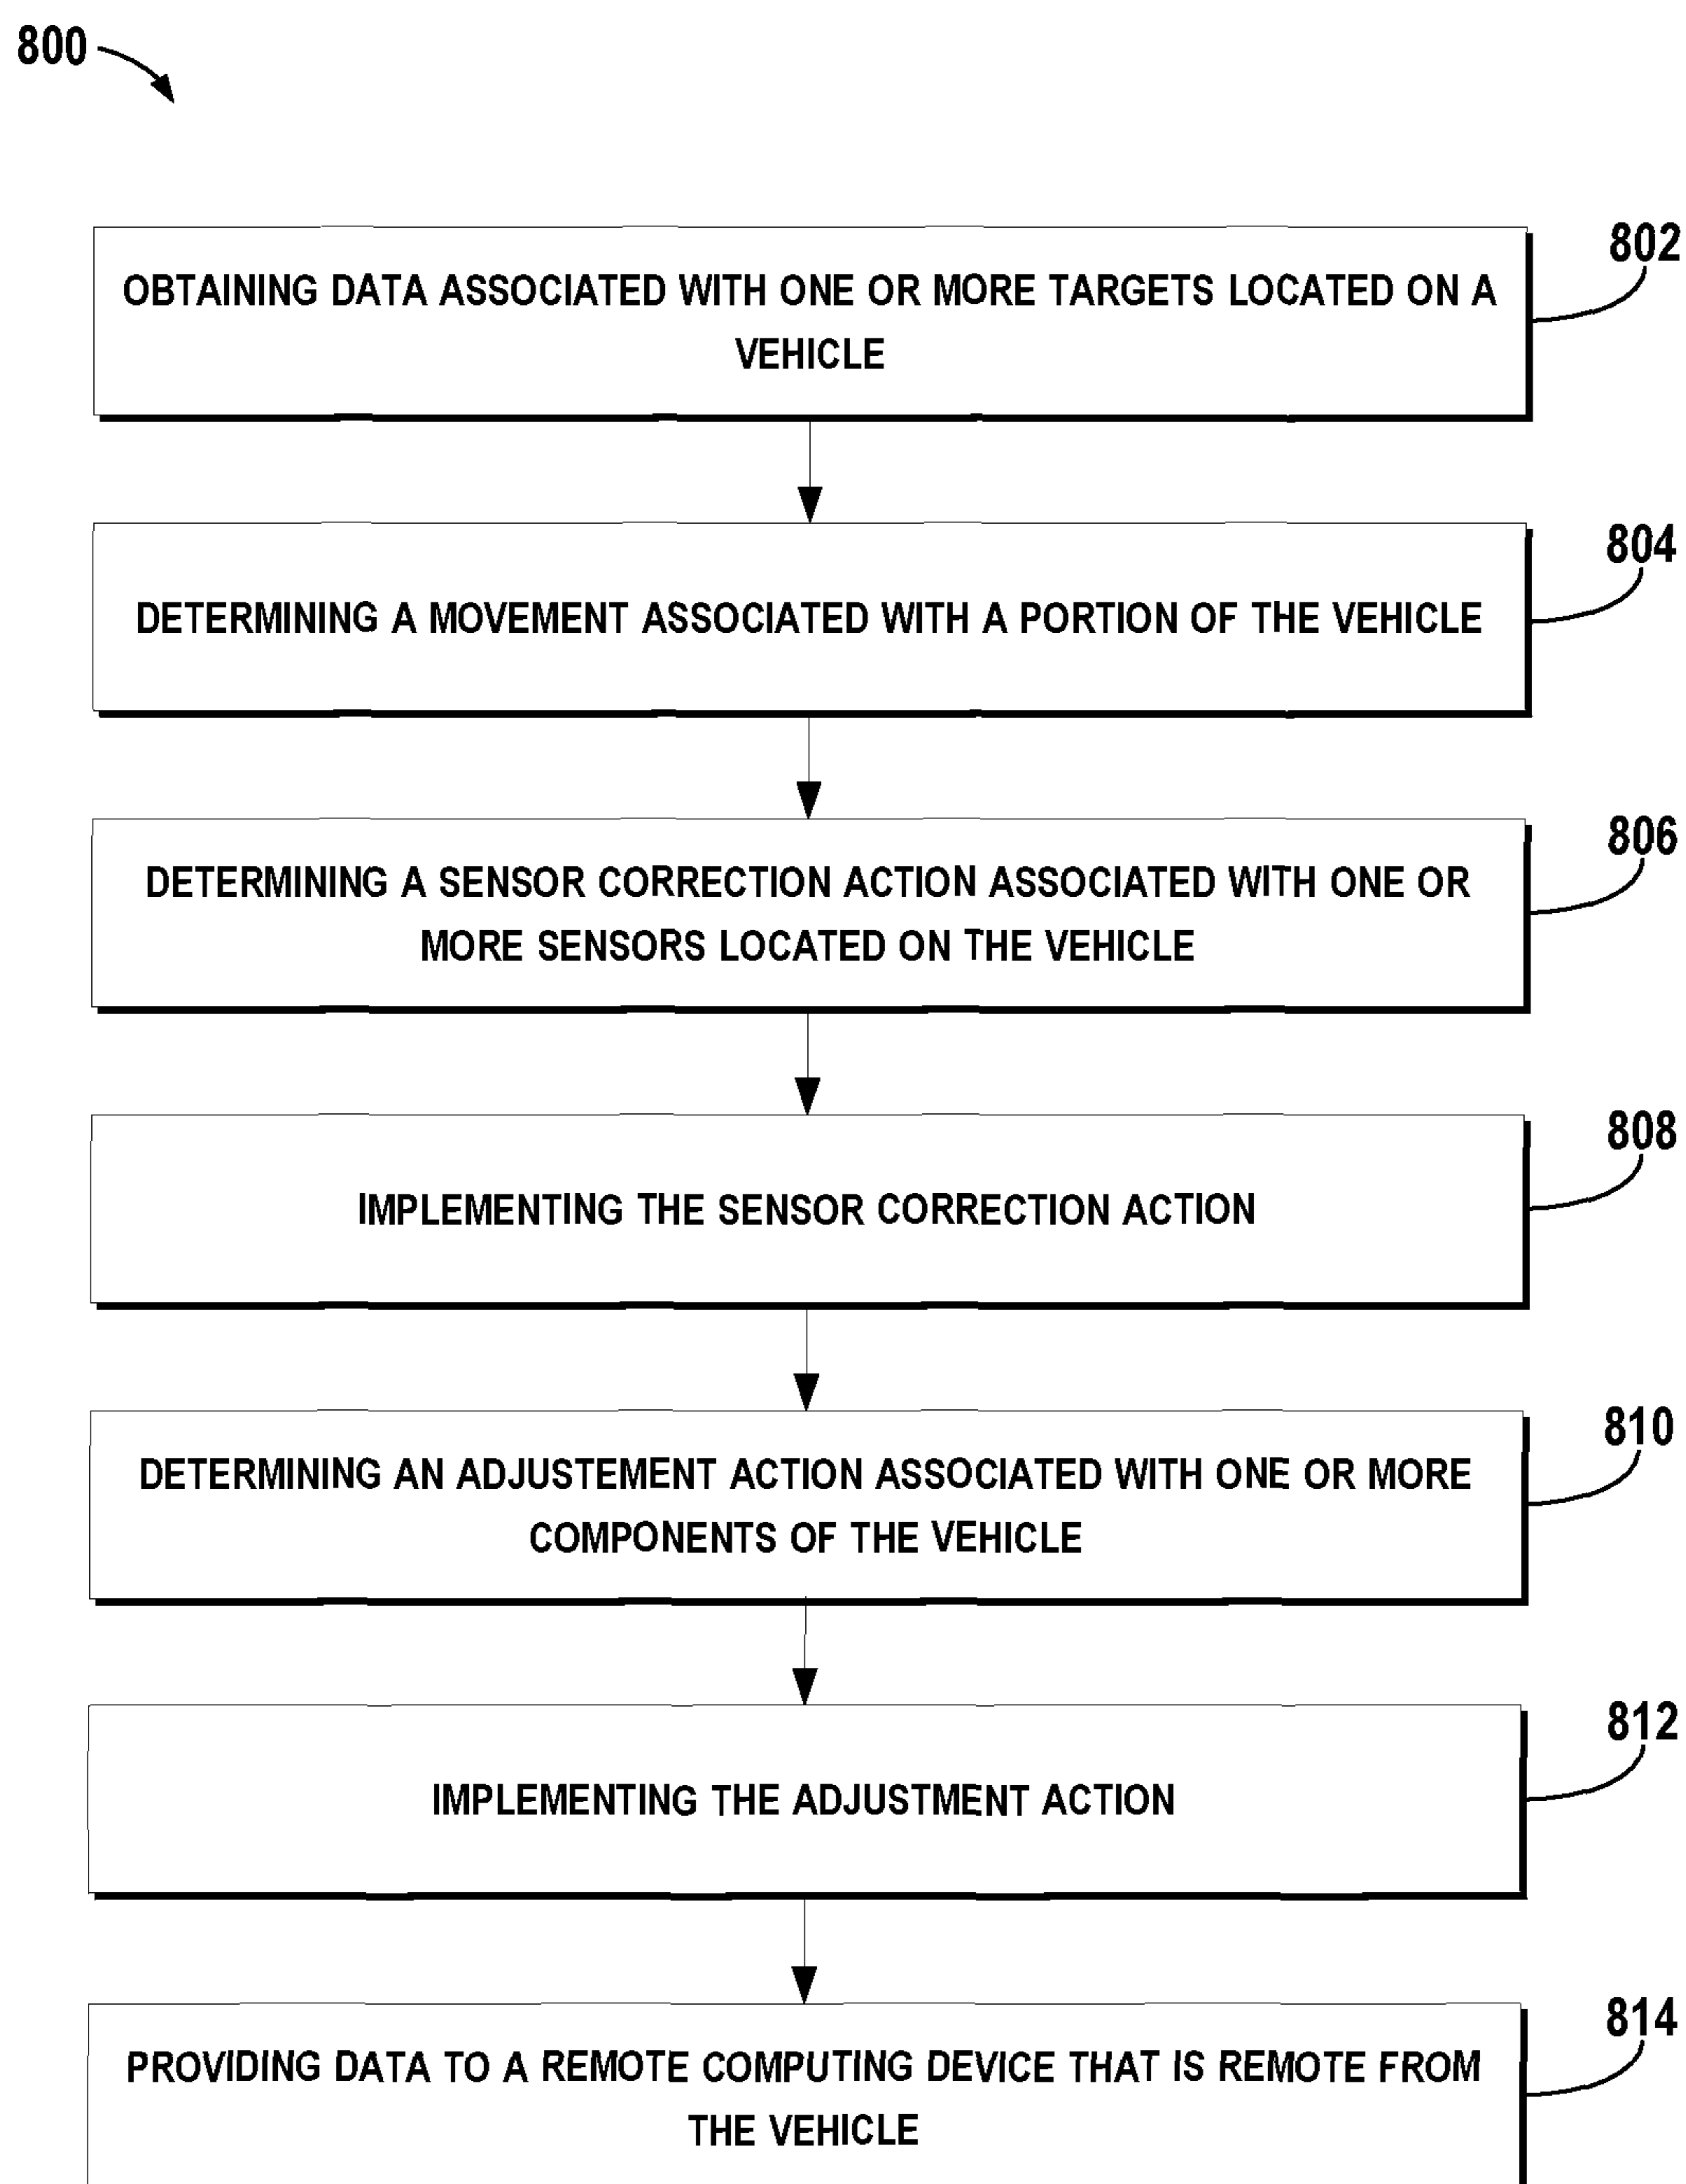 800
802
OBTAINING DATA ASSOCIATED WITH ONE OR MORE TARGETS LOCATED ON A
VEHICLE
804
DETERMINING A MOVEMENT ASSOCIATED WITH A PORTION OF THE VEHICLE
806
DETERMINING A SENSOR CORRECTION ACTION ASSOCIATED WITH ONE OR
MORE SENSORS LOCATED ON THE VEHICLE
808
IMPLEMENTING THE SENSOR CORRECTION ACTION
810
DETERMINING AN ADJUSTEMENT ACTION ASSOCIATED WITH ONE OR MORE
COMPONENTS OF THE VEHICLE
812
IMPLEMENTING THE ADJUSTMENT ACTION
814
PROVIDING DATA TO A REMOTE COMPUTING DEVICE THAT IS REMOTE FROM
THE VEHICLE